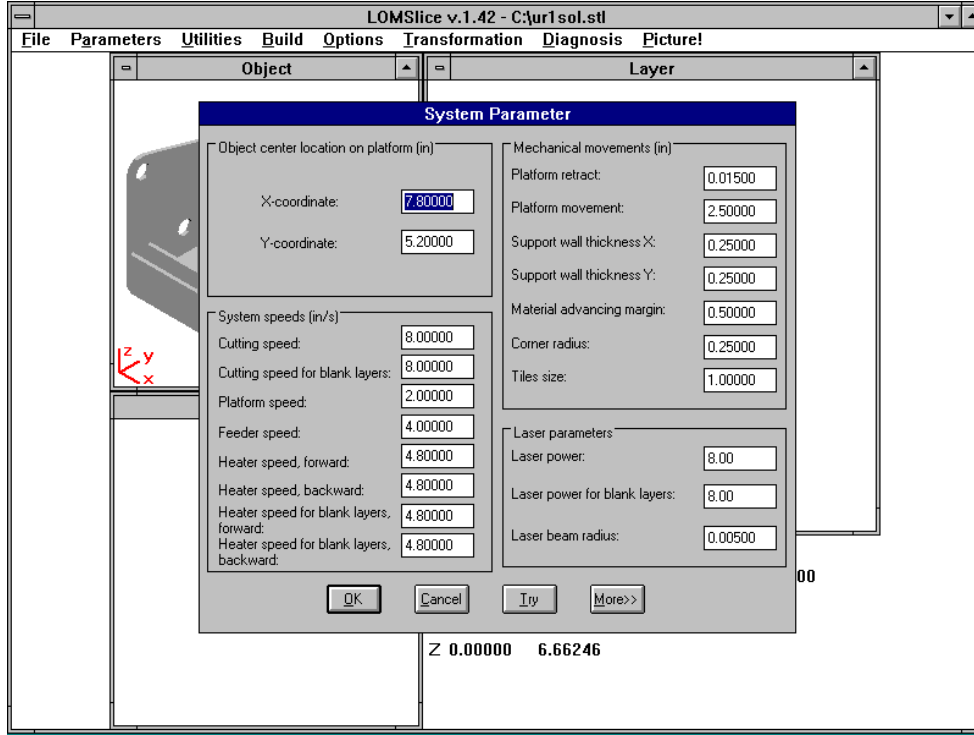 LOMSlice v.1.42 - C:\ur1sol.stl
File Parameters Utilities Build Options Transformation Diagnosis Picture!
Object
Layer
System Parameter
Object center location on platform (in)
X-coordinate: 7.80000
Y-coordinate: 5.20000
System speeds (in/s)
Cutting speed: 8.00000
Cutting speed for blank layers: 8.00000
Platform speed: 2.00000
Feeder speed: 4.00000
Heater speed, forward: 4.80000
Heater speed, backward: 4.80000
Heater speed for blank layers, forward: 4.80000
Heater speed for blank layers, backward: 4.80000
Mechanical movements (in)
Platform retract: 0.01500
Platform movement: 2.50000
Support wall thickness X: 0.25000
Support wall thickness Y: 0.25000
Material advancing margin: 0.50000
Corner radius: 0.25000
Tiles size: 1.00000
Laser parameters
Laser power: 8.00
Laser power for blank layers: 8.00
Laser beam radius: 0.00500
OK Cancel Try More>>
z y
x
00
Z 0.00000 6.66246